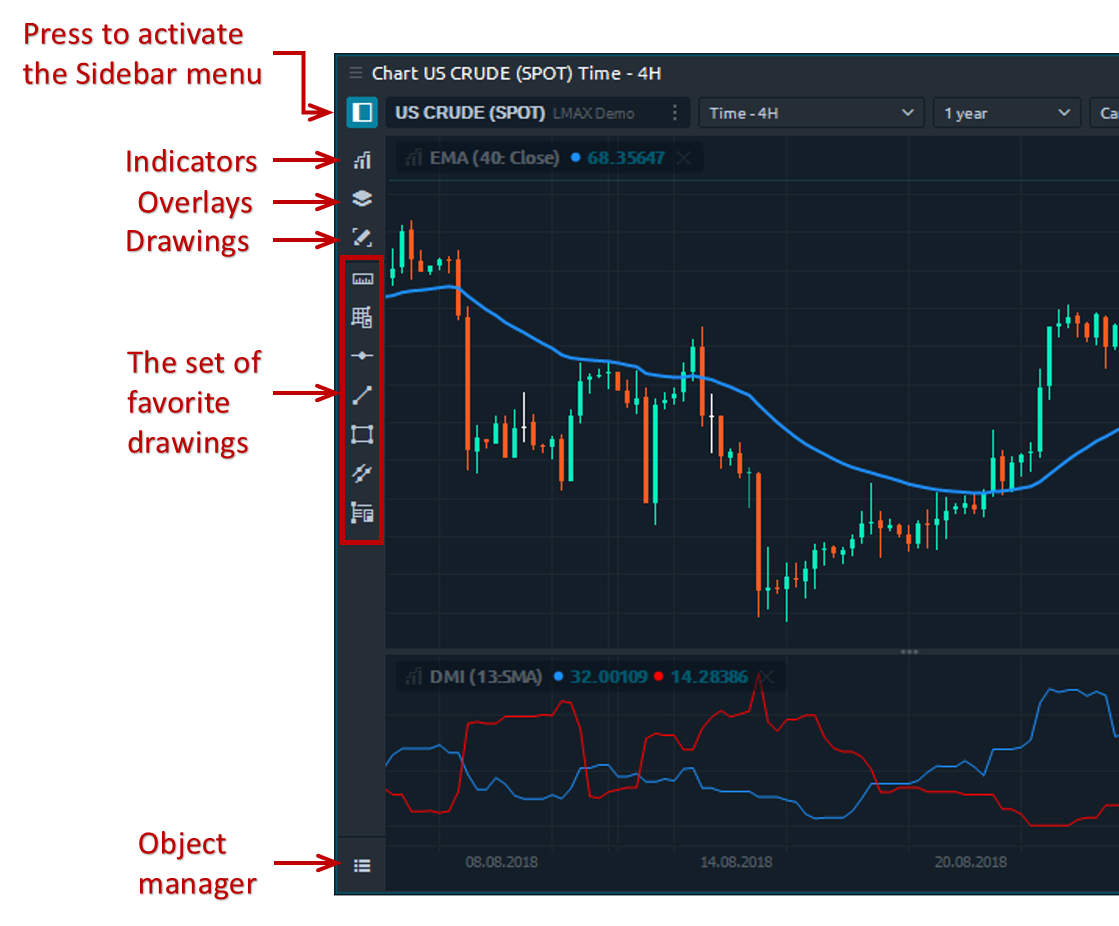 Press to activate
the Sidebar menu
Chart US CRUDE (SPOT) Time - 4H
US CRUDE (SPOT) LMAX Demo
Time - 4H
1 year
Ca
Indicators
EMA (40: Close) 68.35647
Overlays
Drawings
The set of
favorite
drawings
DMI (13:SMA) 32.00109 14.28386
Object
manager
08.08.2018
14.08.2018
20.08.2018